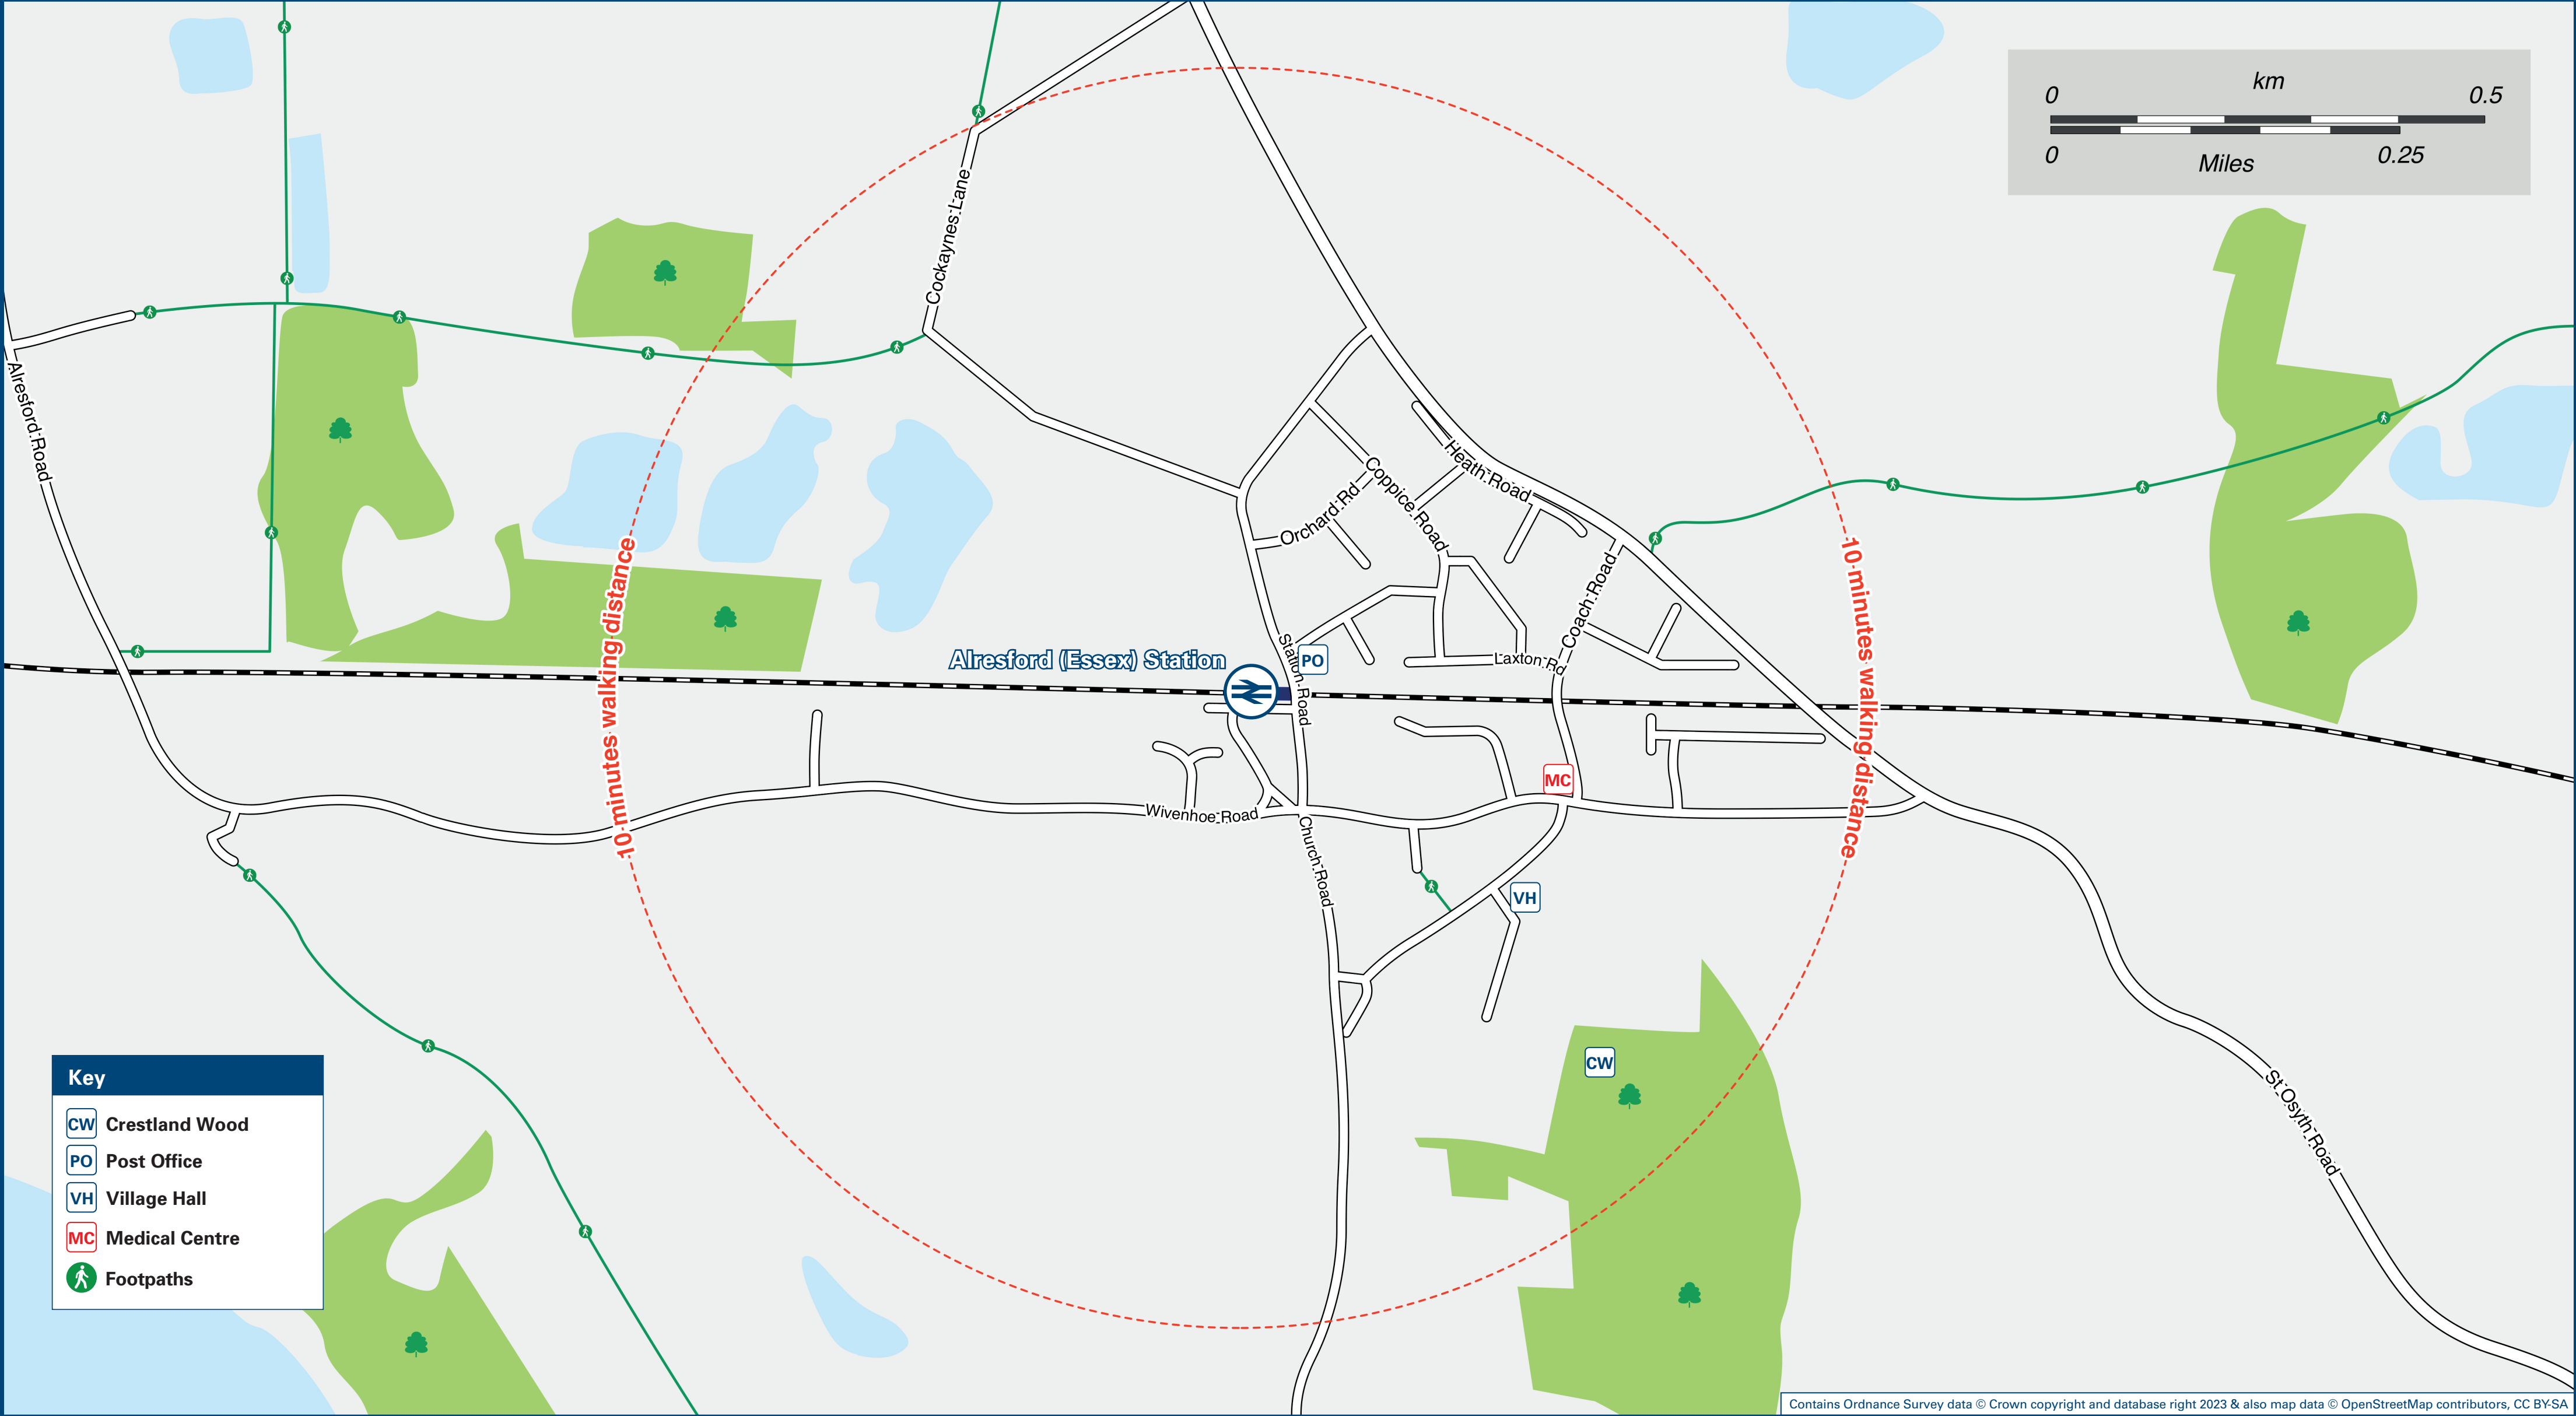 km
0 0.5
0 0.25
Miles
Cockaynes Lane
Alresford Road
Heath Road
Coppice Road
Orchard Rd
10 minutes walking distance
10 minutes walking distance
Coach Road
Station Road
Alresford (Essex) Station
PO
Laxton Rd
MC
Wivenhoe Road
Church Road
VH
CW
St Osyth Road
Key
CW Crestland Wood
PO Post Office
VH Village Hall
MC Medical Centre
Footpaths
Contains Ordnance Survey data © Crown copyright and database right 2023 & also map data © OpenStreetMap contributors, CC BY-SA